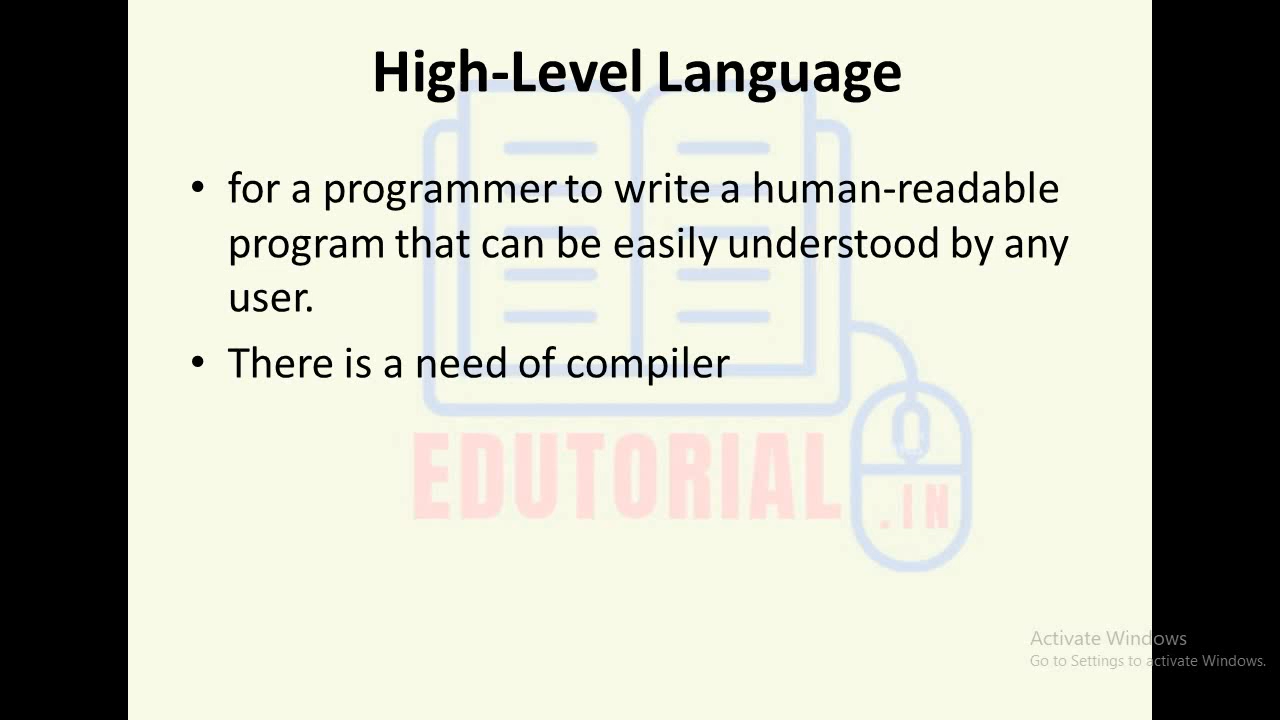 High-Level Language
• for a programmer to write a human-readable
program that can be easily understood by any
user.
• There is a need of compiler
EDUTORIAL
.IN
Activate Windows
Go to Settings to activate Windows.